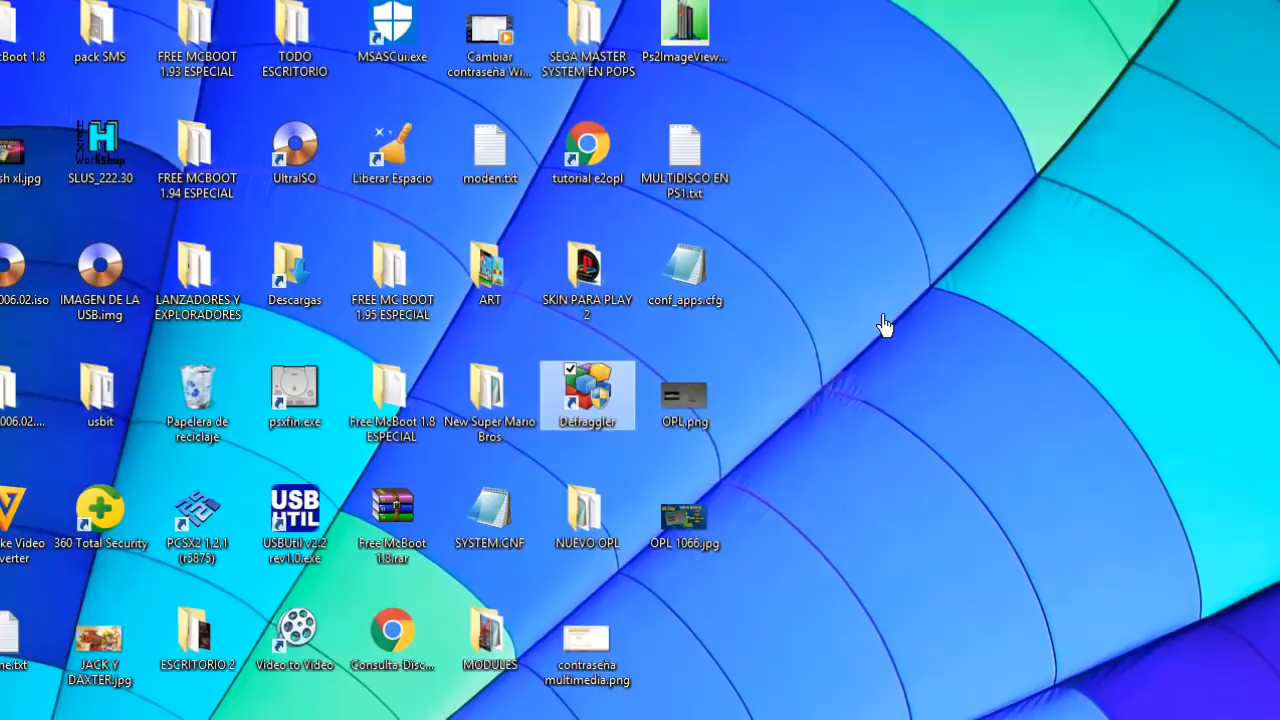 Boot 1.8
pack SMS
FREE MCBOOT
1.93 ESPECIAL
TODO
ESCRITORIO
MSASCui.exe
Cambiar
contraseña Wi...
SEGA MASTER
SYSTEM EN POPS
Ps2ImageView...
sh xl.jpg
WorkShop
SLUS_222.30
FREE MCBOOT
1.94 ESPECIAL
UltraISO
Liberar Espacio
moden.txt
tutorial e2opl
MULTIDISCO EN
PS1.txt
006.02.iso
IMAGEN DE LA
USB.img
LANZADORES Y
EXPLORADORES
Descargas
FREE MC BOOT
1.95 ESPECIAL
ART
SKIN PARA PLAY
2
conf_apps.cfg
006.02....
usbit
Papelera de
reciclaje
psxfin.exe
Free McBoot 1.8
ESPECIAL
New Super Mario
Bros
Defraggler
OPL.png
ke Video
verter
360 Total Security
PCSX2 1.2.1
(r5875)
USB
UTIL
USBUtil v2.2
rev1.0.exe
Free McBoot
1.8.rar
SYSTEM.CNF
NUEVO OPL
OPL 1066.jpg
ne.txt
JACK Y
DAXTER.jpg
ESCRITORIO 2
Video to Video
Consulta-Disc...
MODULES
contraseña
multimedia.png